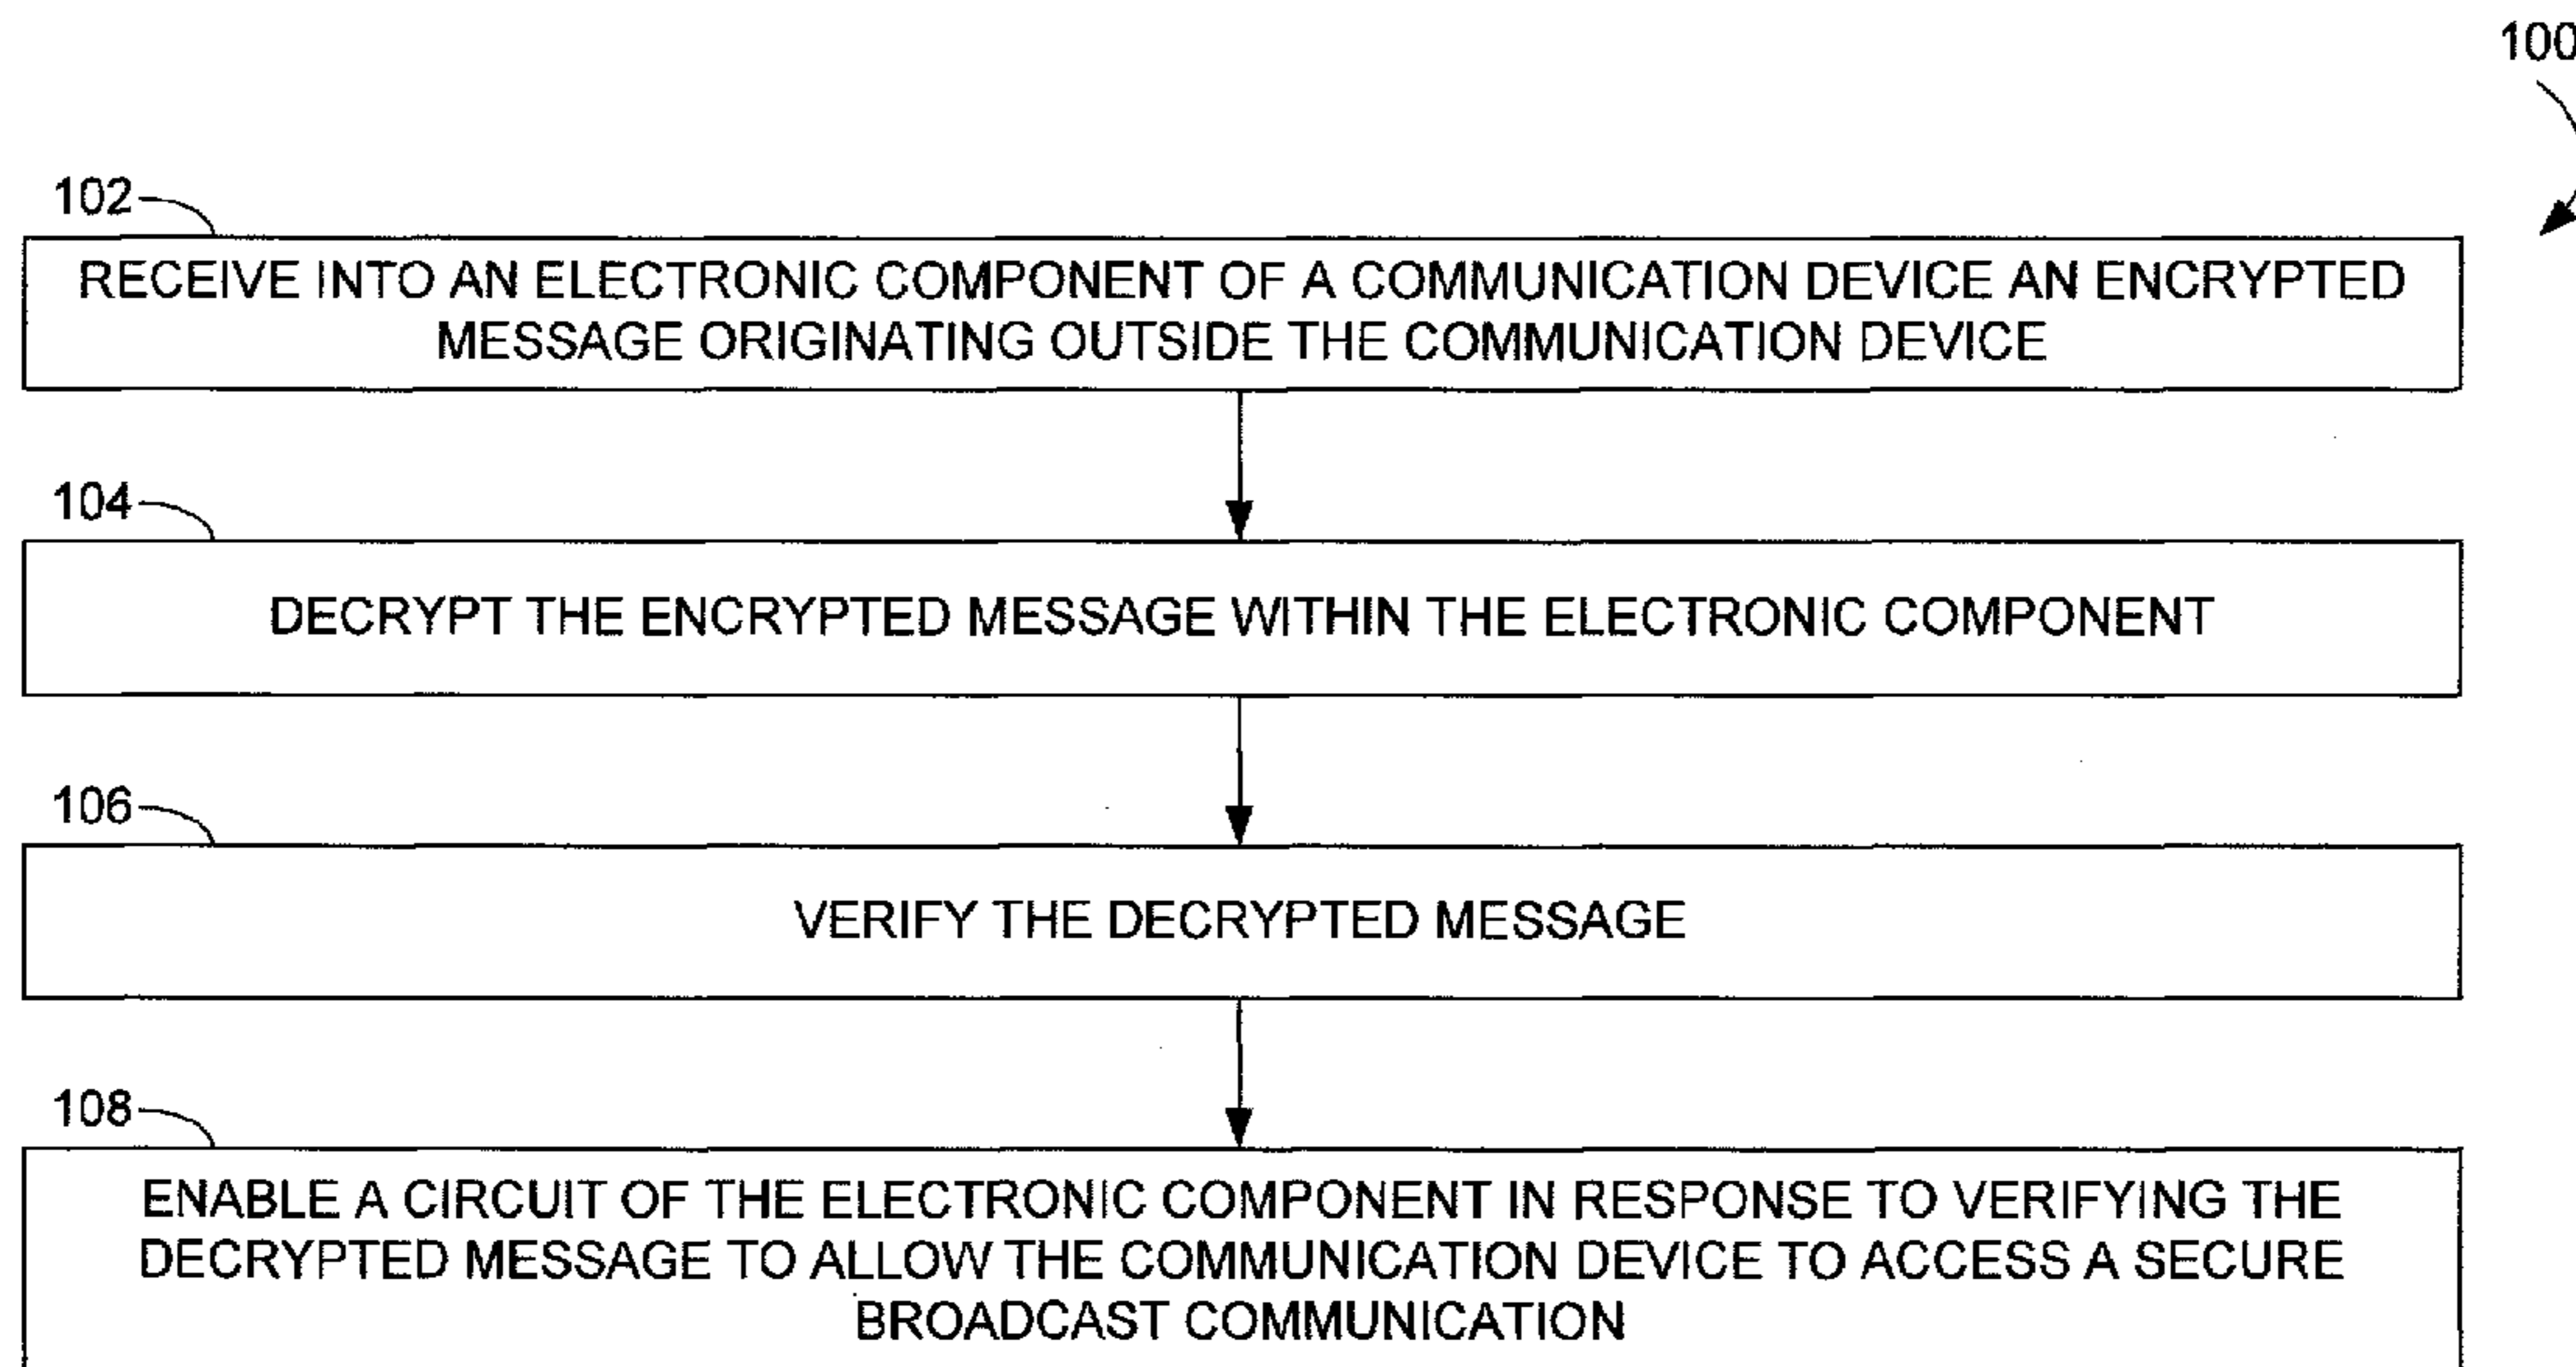 100
102
RECEIVE INTO AN ELECTRONIC COMPONENT OF A COMMUNICATION DEVICE AN ENCRYPTED
MESSAGE ORIGINATING OUTSIDE THE COMMUNICATION DEVICE
104
DECRYPT THE ENCRYPTED MESSAGE WITHIN THE ELECTRONIC COMPONENT
106
VERIFY THE DECRYPTED MESSAGE
108
ENABLE A CIRCUIT OF THE ELECTRONIC COMPONENT IN RESPONSE TO VERIFYING THE
DECRYPTED MESSAGE TO ALLOW THE COMMUNICATION DEVICE TO ACCESS A SECURE
BROADCAST COMMUNICATION